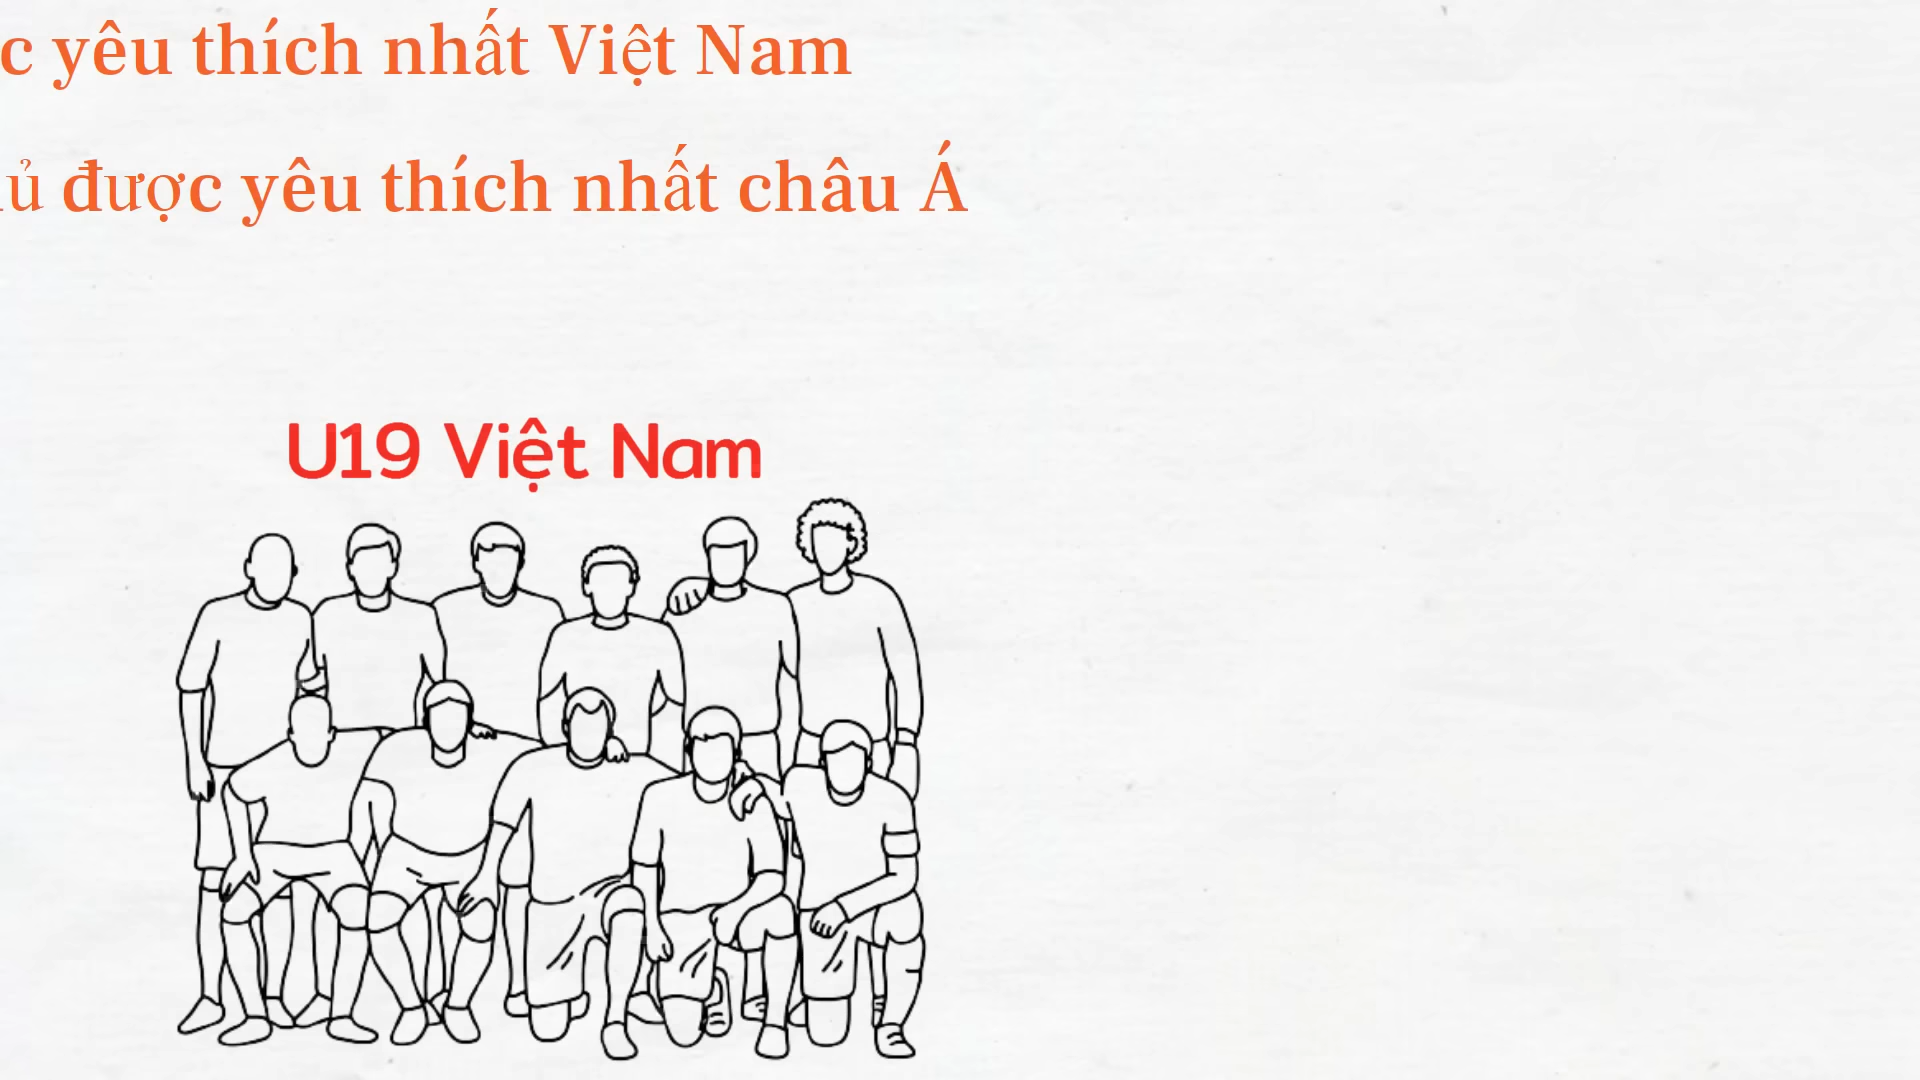 yêu thích nhất Việt Nam
được yêu thích nhất châu Á
U19 Việt Nam